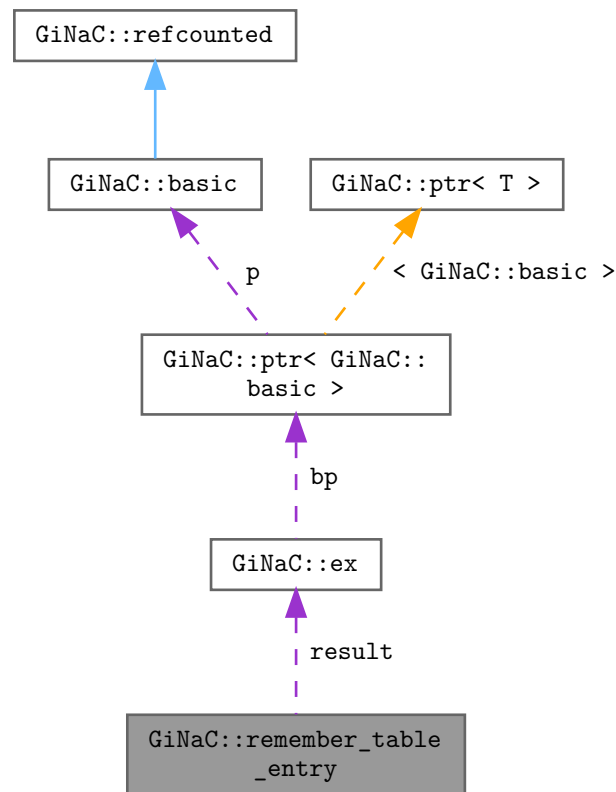 GiNaC::refcounted
GiNaC::basic
GiNaC::ptr< T >
p
< GiNaC::basic >
GiNaC::ptr< GiNaC::
basic >
bp
GiNaC::ex
result
GiNaC::remember_table
_entry